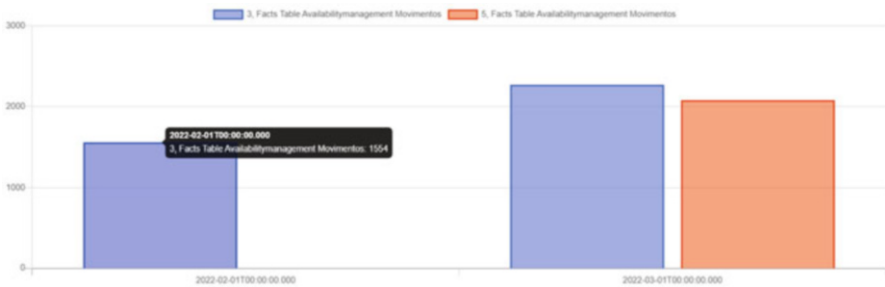 3, Facts Table Availabilitymanagement Movimentos 5, Facts Table Availabilitymanagement Movimentos
3000
2000
2022-02-01T00:00:00.000
3, Facts Table Availabilitymanagement Movimentos: 1554
1000
0
2022-02-01T00:00:00.000 2022-03-01T00:00:00.000